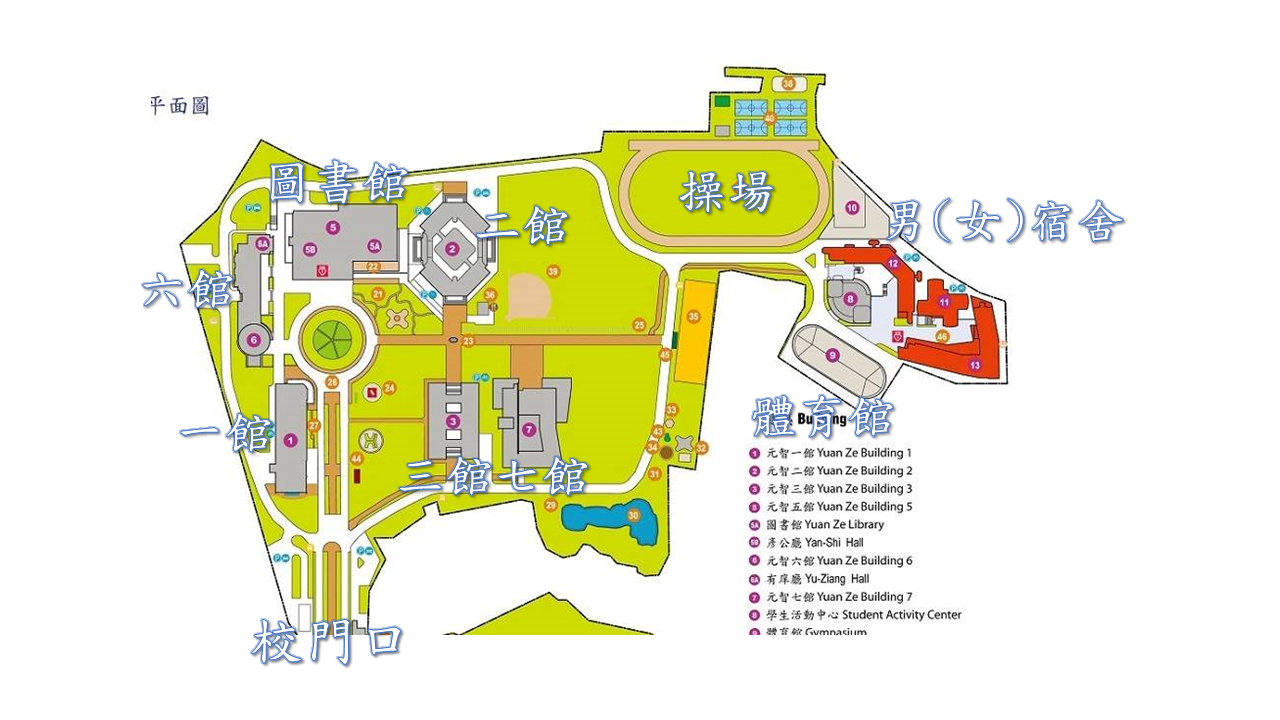 平面圖
38
40
圖書館
操場
10
男(女)宿舍
二館
5
5B
5A
6A
2
12
22
39
六館
21
36
8
11
35
25
6
23
45
9
46
13
26
24
一館
27
1
3
7
33
43
34
32
體育館
Building
44
三館七館
31
29
30
1 元智一館 Yuan Ze Building 1
2 元智二館 Yuan Ze Building 2
3 元智三館 Yuan Ze Building 3
5 元智五館 Yuan Ze Building 5
5A 圖書館 Yuan Ze Library
5B 彥公廳 Yan-Shi Hall
6 元智六館 Yuan Ze Building 6
6A 有庠廳 Yu-Ziang Hall
7 元智七館 Yuan Ze Building 7
8 學生活動中心 Student Activity Center
9 體育館 Gymnasium
校門口